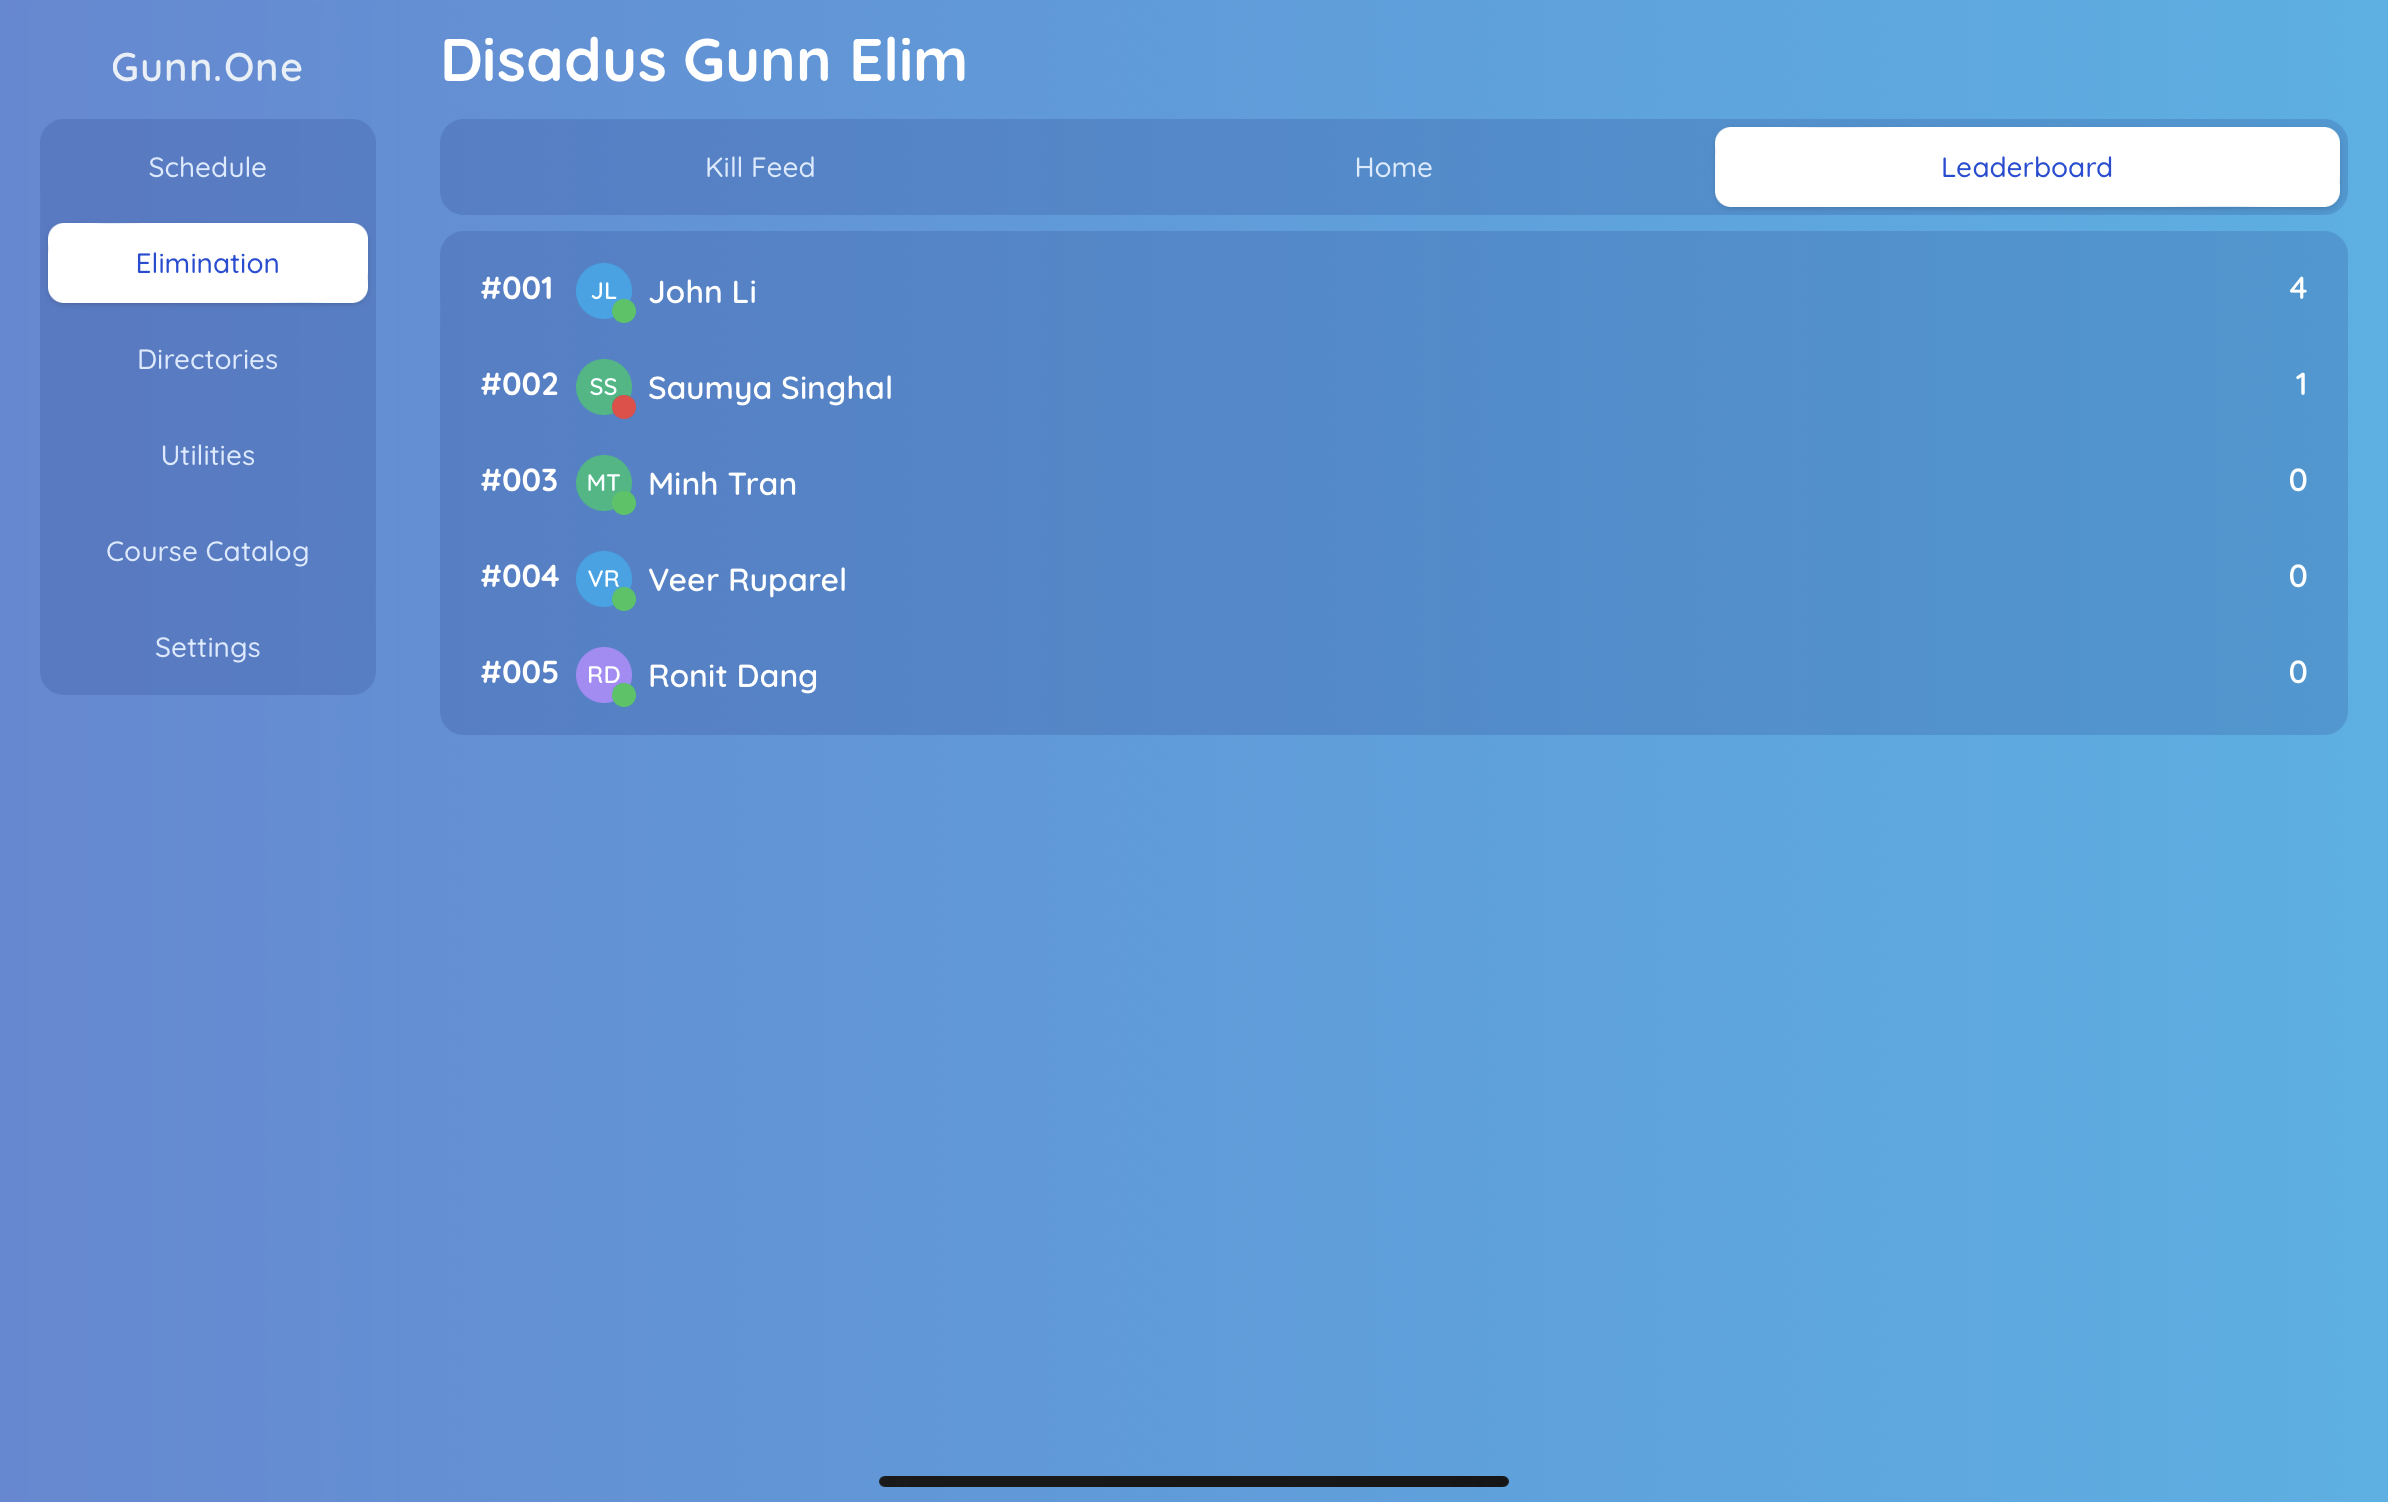 Gunn.One
Schedule
Elimination
Directories
Utilities
Course Catalog
Settings
Disadus Gunn Elim
Kill Feed Home Leaderboard
#001 JL John Li 4
#002 SS Saumya Singhal 1
#003 MT Minh Tran 0
#004 VR Veer Ruparel 0
#005 RD Ronit Dang 0